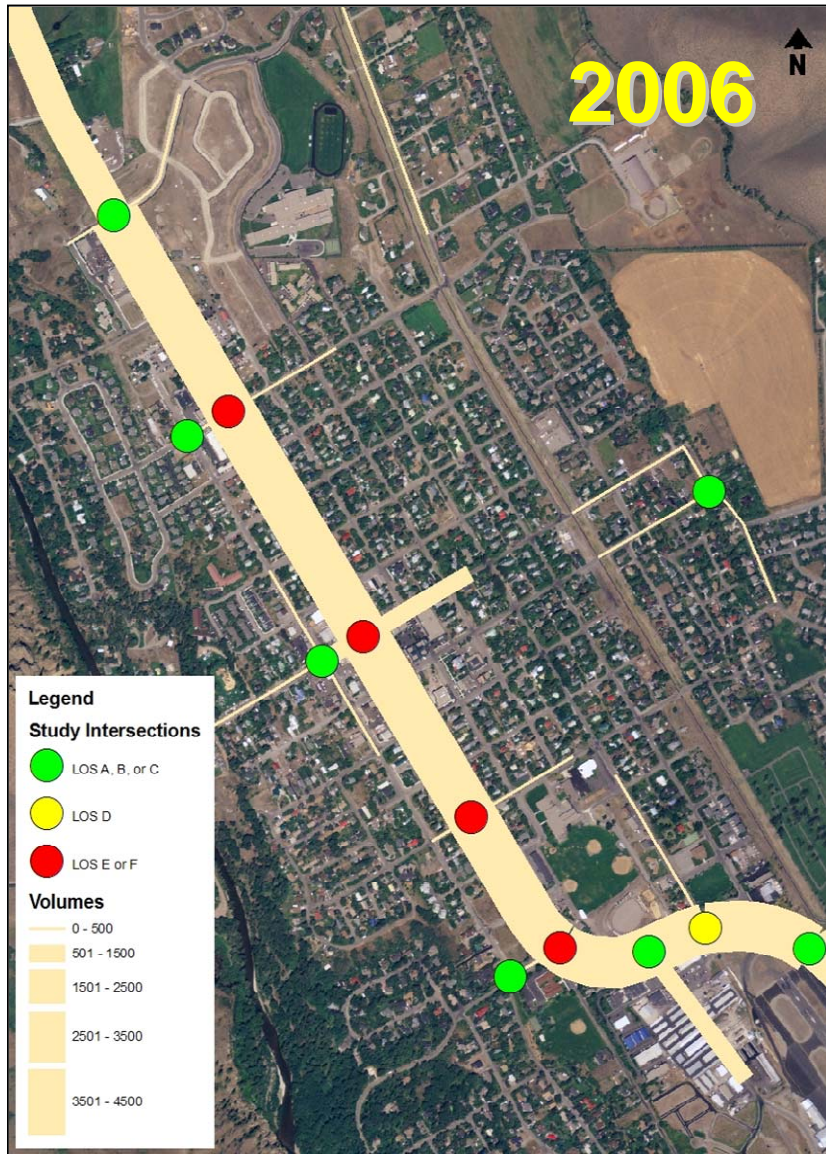 2006
N
Legend
Study Intersections
LOS A, B, or C
LOS D
LOS E or F
Volumes
0 - 500
501 - 1500
1501 - 2500
2501 - 3500
3501 - 4500